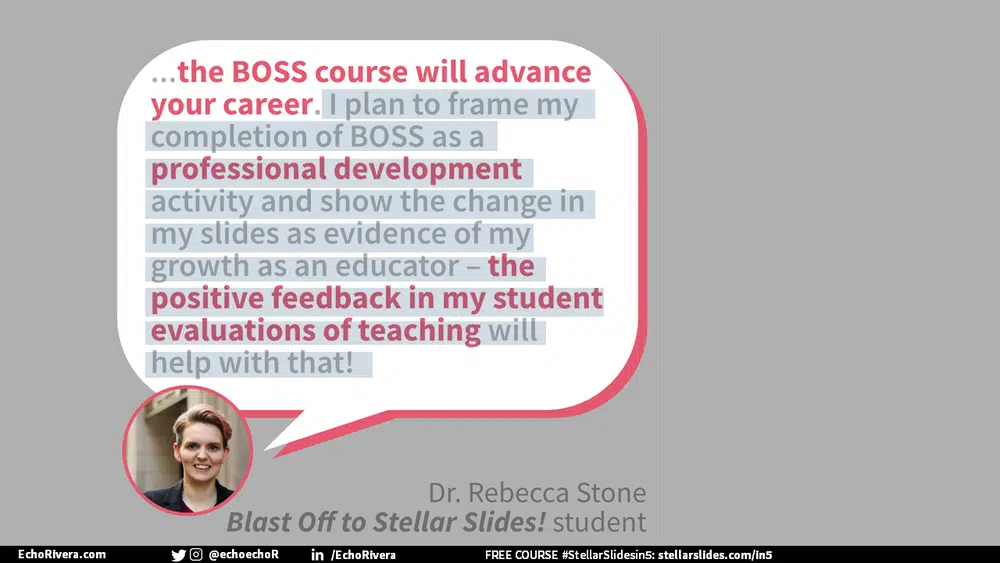 ...the BOSS course will advance
your career. I plan to frame my
completion of BOSS as a
professional development
activity and show the change in
my slides as evidence of my
growth as an educator – the
positive feedback in my student
evaluations of teaching will
help with that!
Dr. Rebecca Stone
Blast Off to Stellar Slides! student
EchoRivera.com @echoechoR in /EchoRivera FREE COURSE #StellarSlidesin5: stellarslides.com/in5